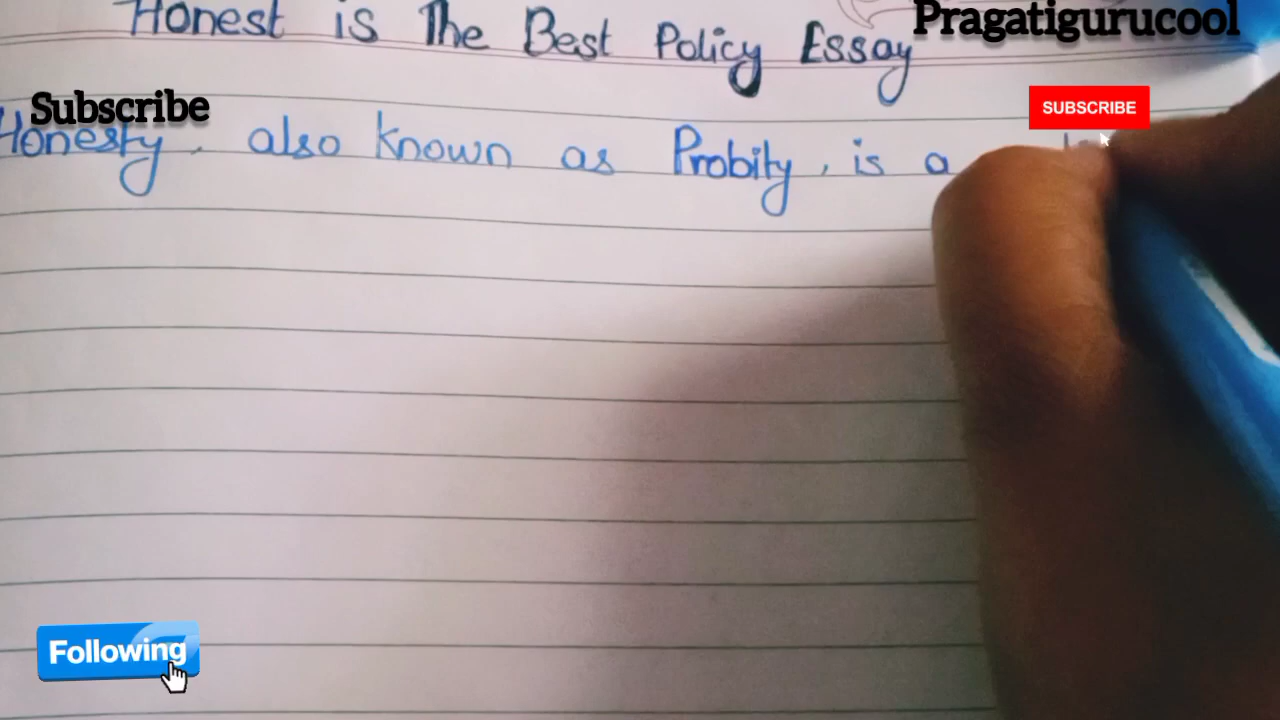 Honest is The Best Policy Essay
Pragatigurucool
Subscribe
SUBSCRIBE
Honesty, also known as Probity, is a
Following